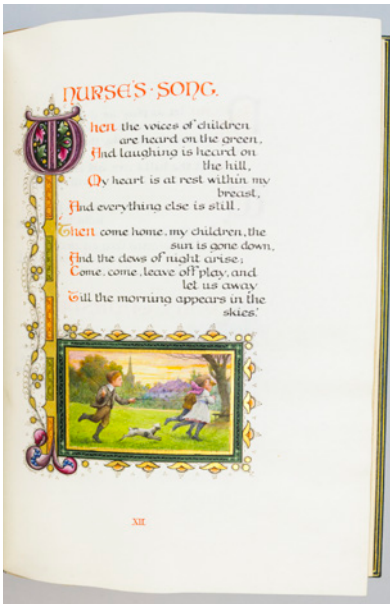 NURSE'S · SONG.
When the voices of children
are heard on the green,
And laughing is heard on
the hill,
My heart is at rest within my
breast,
And everything else is still.
Then come home, my children, the
sun is gone down,
And the dews of night arise;
Come, come, leave off play, and
let us away
Till the morning appears in the
skies.'
XII